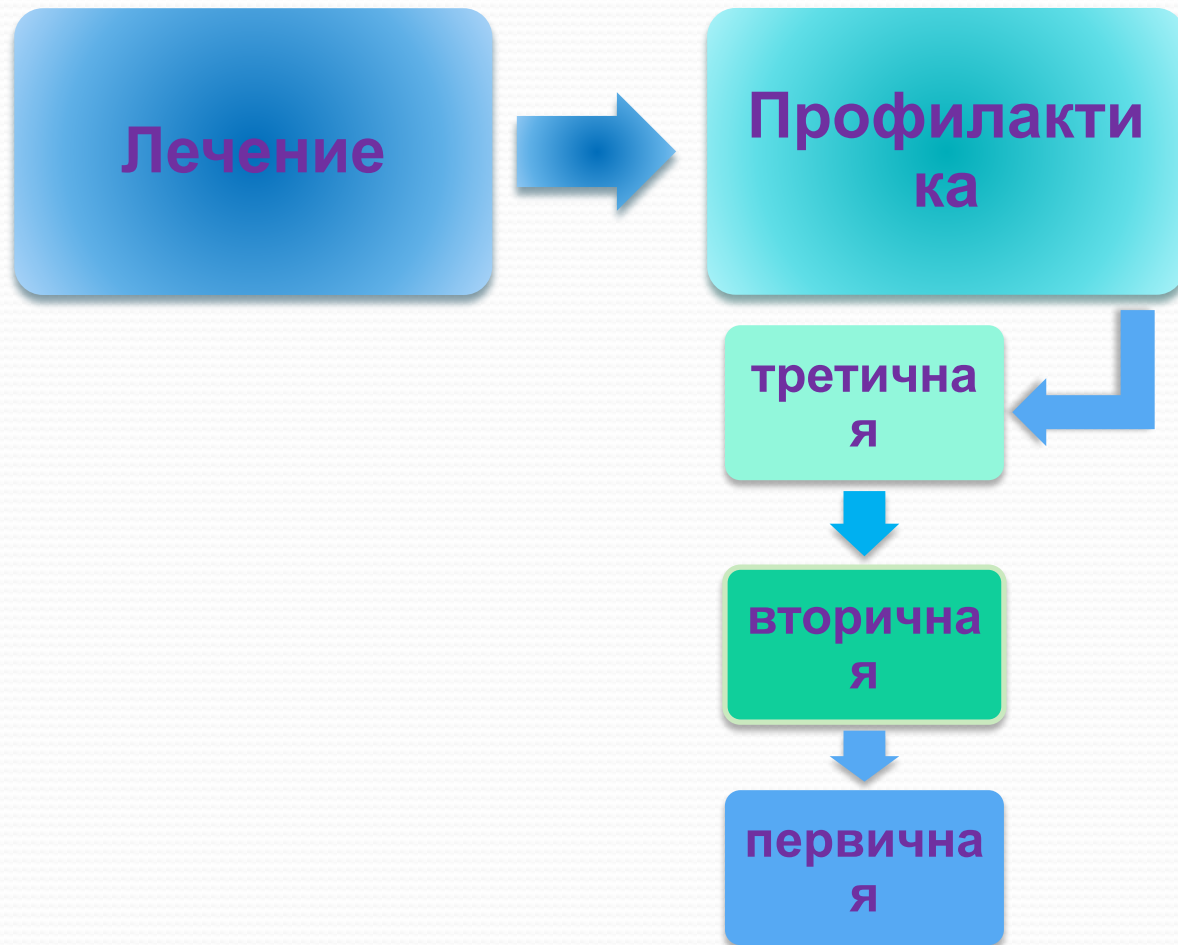 Лечение
Профилакти
ка
третична
я
вторична
я
первична
я